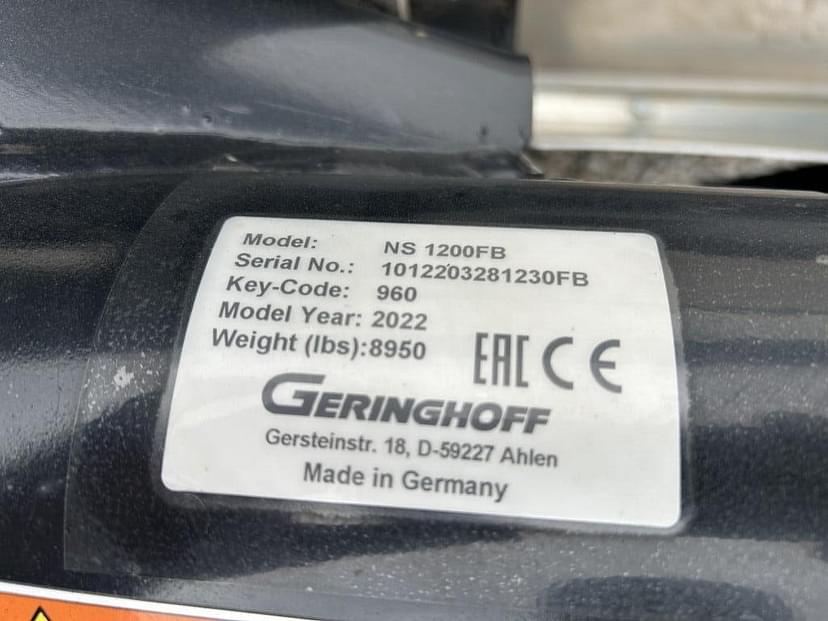 Model: NS 1200FB
Serial No.: 1012203281230FB
Key-Code: 960
Model Year: 2022
Weight (lbs):8950
EAC CE
GERINGHOFF
Gersteinstr. 18, D-59227 Ahlen
Made in Germany